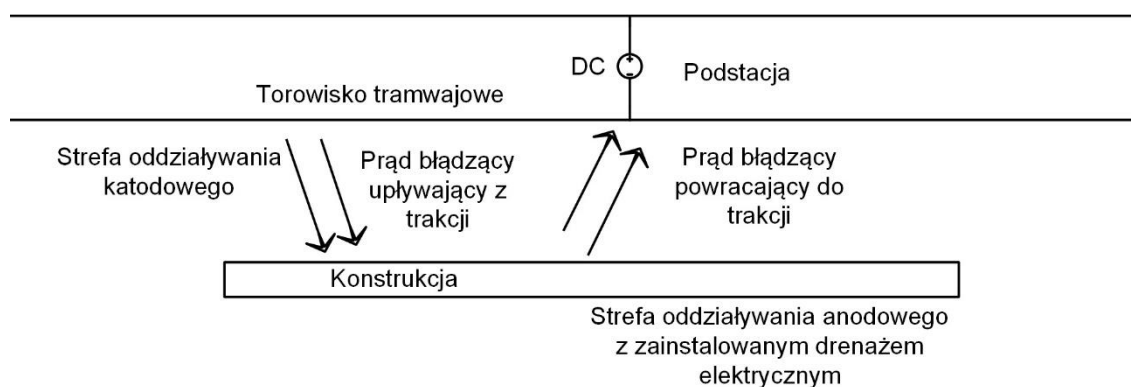 DC
Podstacja
Torowisko tramwajowe
Strefa oddziaływania
katodowego
Prąd błądzący
upływający z
trakcji
Prąd błądzący
powracający do
trakcji
Konstrukcja
Strefa oddziaływania anodowego
z zainstalowanym drenażem
elektrycznym